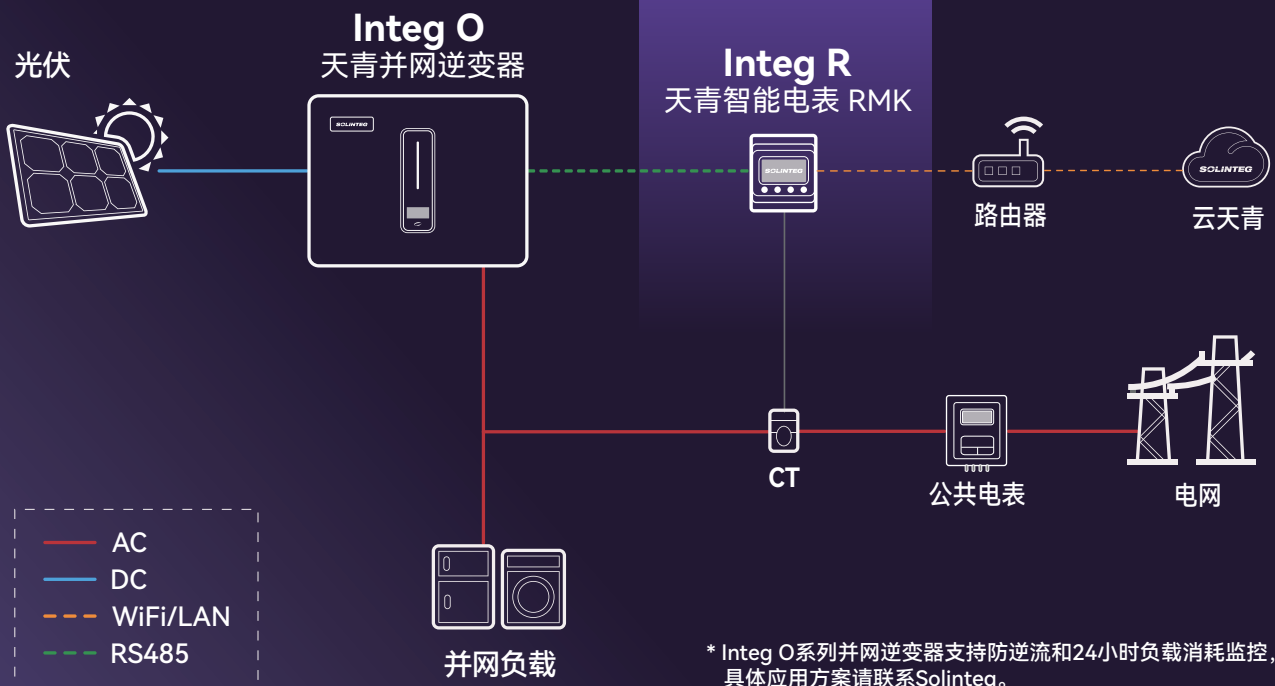 光伏
Integ O
天青并网逆变器
SOLINTEG
Integ R
天青智能电表 RMK
SOLINTEG
路由器
SOLINTEG
云天青
CT
公共电表
电网
AC
DC
WiFi/LAN
RS485
并网负载
* Integ O系列并网逆变器支持防逆流和24小时负载消耗监控，
具体应用方案请联系Solinteg。